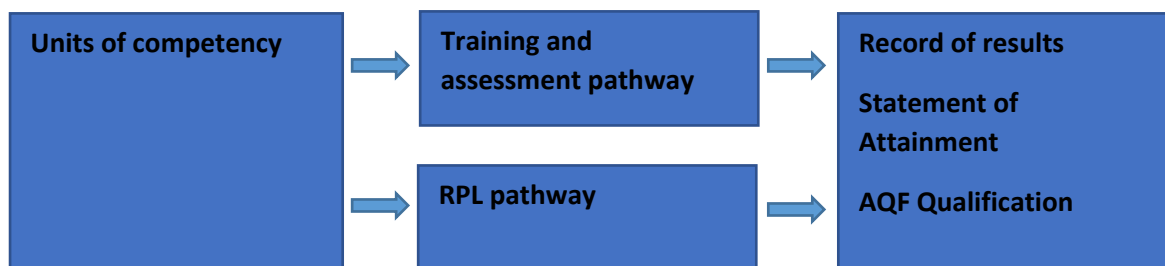 Units of competency
Training and
assessment pathway
RPL pathway
Record of results
Statement of
Attainment
AQF Qualification